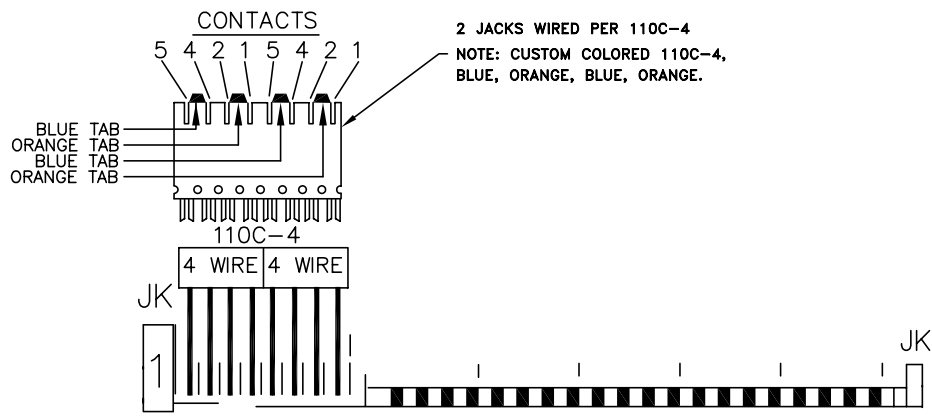 CONTACTS
5 4 2 1 5 4 2 1
2 JACKS WIRED PER 110C-4
NOTE: CUSTOM COLORED 110C-4,
BLUE, ORANGE, BLUE, ORANGE.
BLUE TAB
ORANGE TAB
BLUE TAB
ORANGE TAB
110C-4
4 WIRE 4 WIRE
JK
1
JK